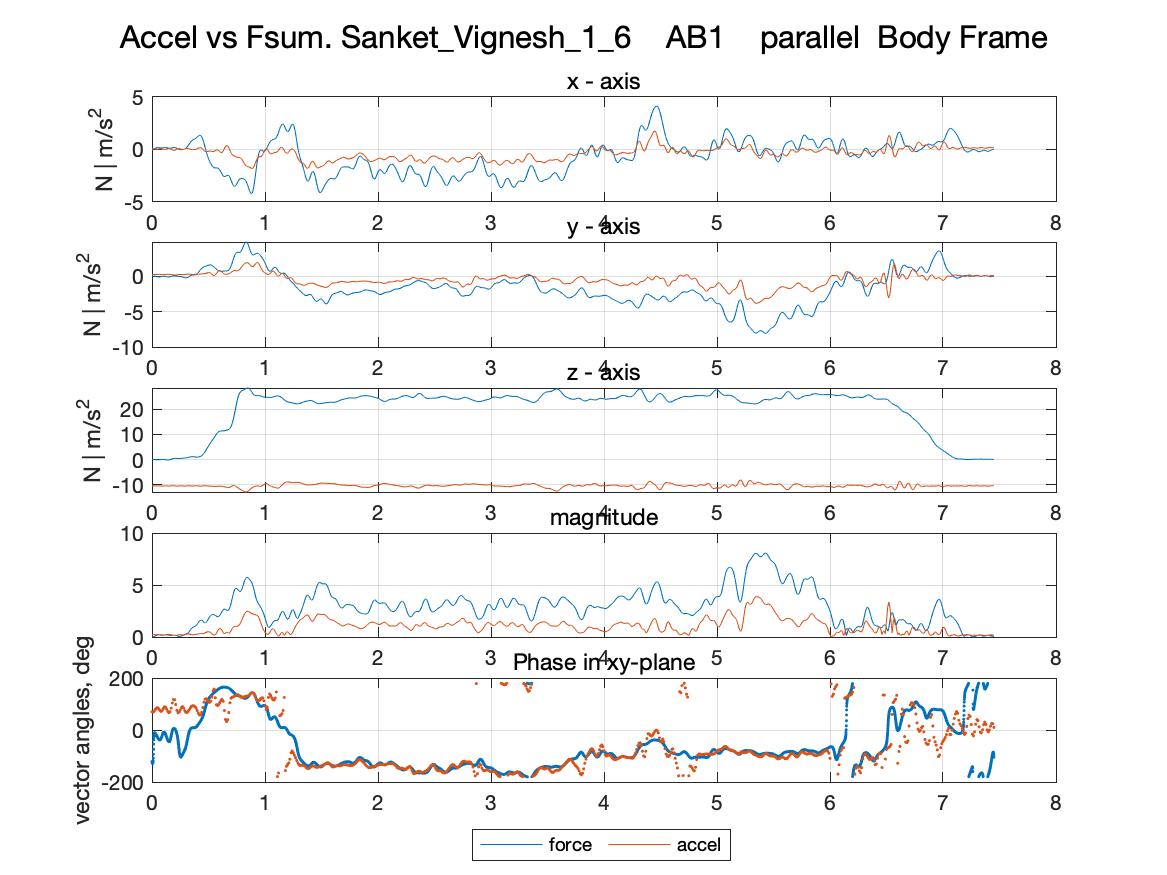 Accel vs Fsum. Sanket_Vignesh_1_6 AB1 parallel Body Frame
x - axis
N | m/s2
5
0
-5
0 1 2 3 4 5 6 7 8
y - axis
N | m/s2
0
-5
-10
0 1 2 3 4 5 6 7 8
z - axis
N | m/s2
20
10
0
-10
0 1 2 3 4 5 6 7 8
magnitude
10
5
0
0 1 2 3 4 5 6 7 8
Phase in xy-plane
vector angles, deg
200
0
-200
0 1 2 3 4 5 6 7 8
force accel